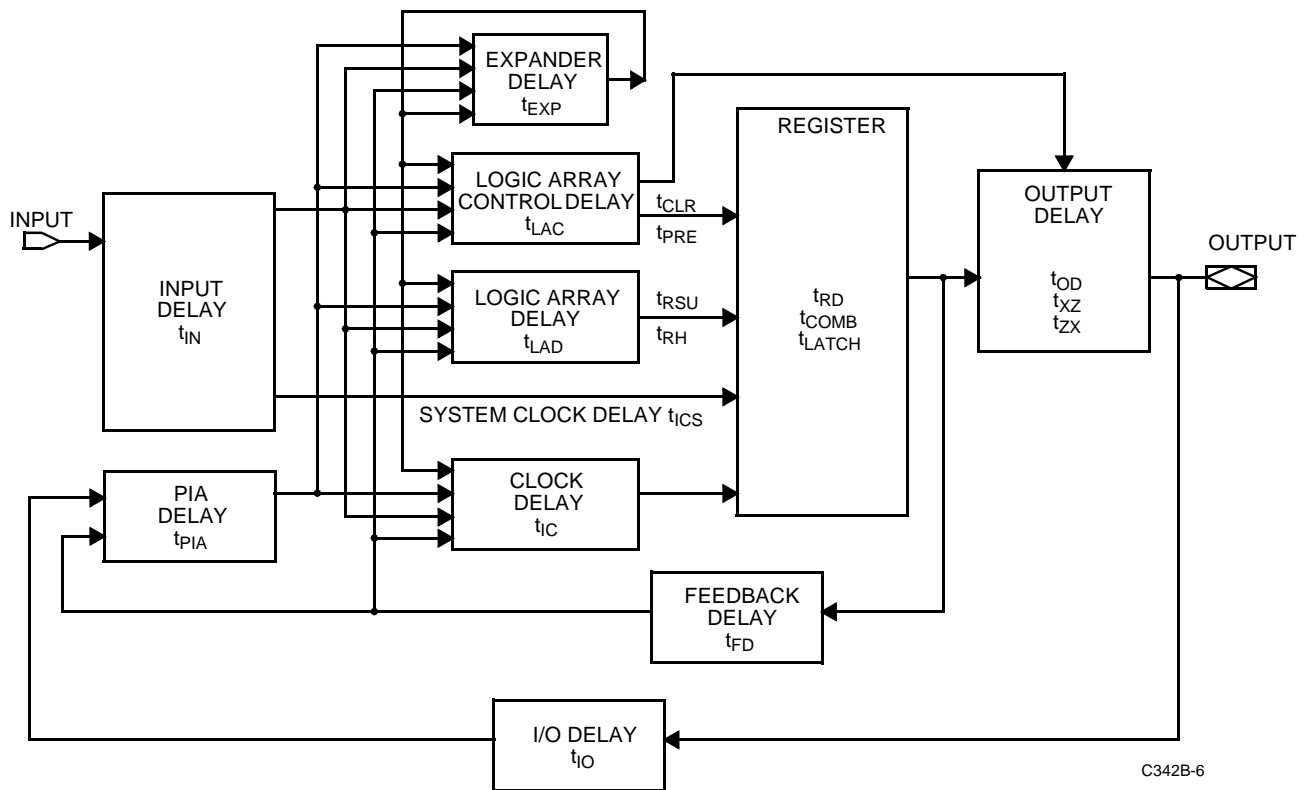 EXPANDER
DELAY
tEXP
REGISTER
LOGIC ARRAY
CONTROL DELAY
tLAC
tCLR
tPRE
OUTPUT
DELAY
tOD
tXZ
tZX
INPUT
OUTPUT
INPUT
DELAY
tIN
LOGIC ARRAY
DELAY
tLAD
tRSU
tRH
tRD
tCOMB
tLATCH
SYSTEM CLOCK DELAY tICS
PIA
DELAY
tPIA
CLOCK
DELAY
tIC
FEEDBACK
DELAY
tFD
I/O DELAY
tIO
C342B-6